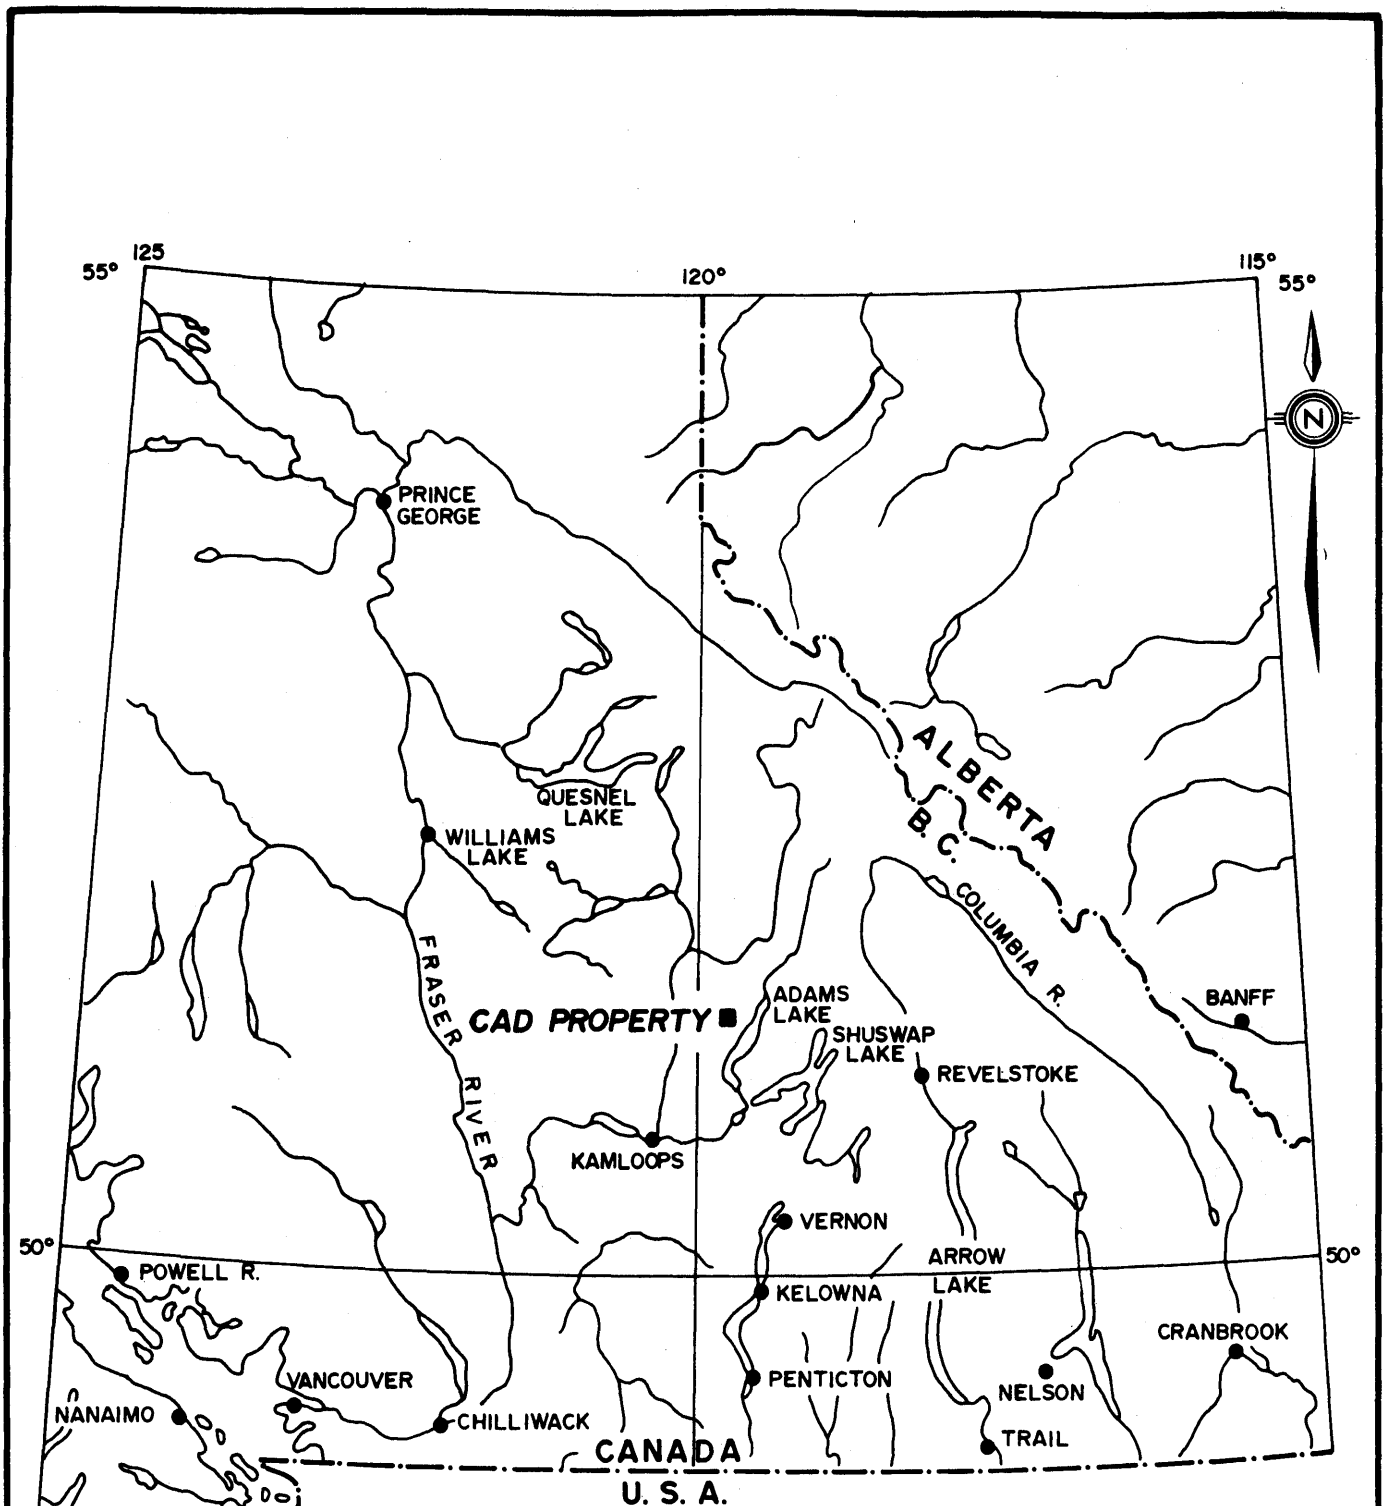 125
55°
120°
115°
55°
N
PRINCE
GEORGE
ALBERTA
B. C.
QUESNEL
LAKE
WILLIAMS
LAKE
COLUMBIA R.
FRASER RIVER
ADAMS
LAKE
BANFF
CAD PROPERTY
SHUSWAP
LAKE
REVELSTOKE
KAMLOOPS
VERNON
50°
ARROW
LAKE
50°
POWELL R.
KELOWNA
CRANBROOK
VANCOUVER
PENTICTON
NELSON
NANAIMO
CHILLIWACK
TRAIL
CANADA
U. S. A.